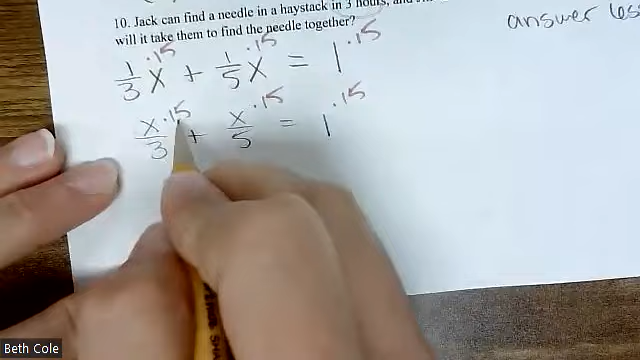 10. Jack can find a needle in a haystack in 3 hours, and
will it take them to find the needle together?
answer less
1/3 x ·15 + 1/5 x ·15 = 1 ·15
x/3 ·15 + x/5 ·15 = 1 ·15
Beth Cole